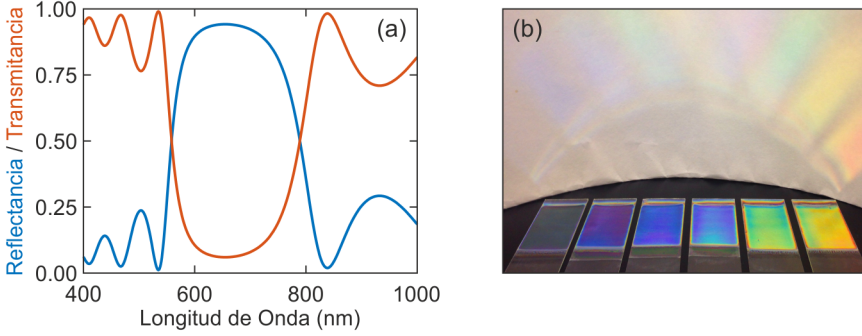 (a)
1.00
0.75
0.50
0.25
0.00
Reflectancia / Transmitancia
400
600
800
1000
Longitud de Onda (nm)
(b)